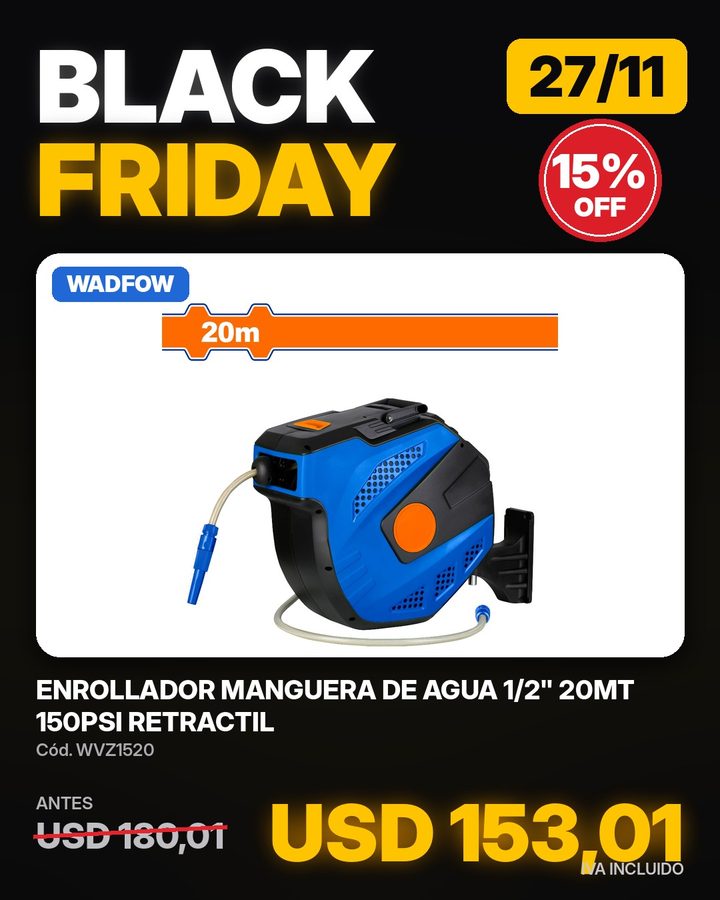 BLACK
FRIDAY
27/11
15%
OFF
WADFOW
20m
ENROLLADOR MANGUERA DE AGUA 1/2" 20MT
150PSI RETRACTIL
Cód. WVZ1520
ANTES
USD 180,01
USD 153,01
IVA INCLUIDO